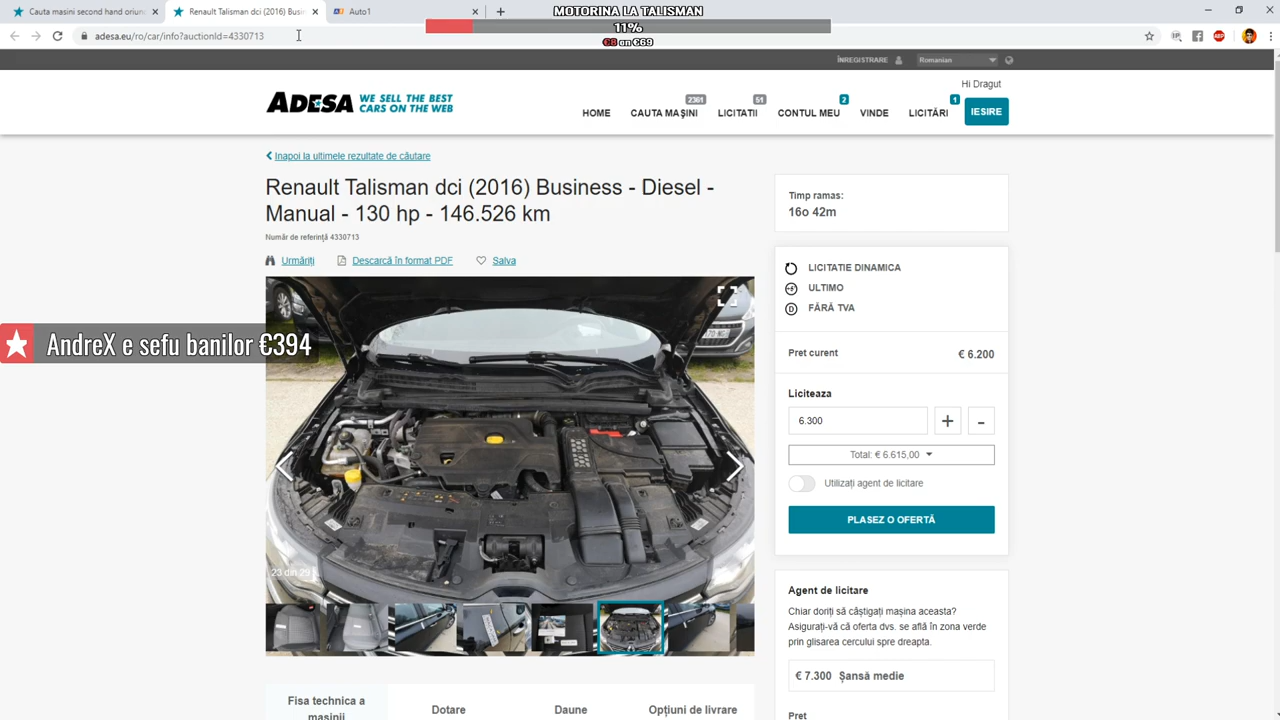 Cauta masini second hand oriun
Renault Talisman dci (2016) Busin
Auto1
MOTORINA LA TALISMAN
11%
€8 an €69
adesa.eu/ro/car/info?auctionId=4330713
ÎNREGISTRARE
Romanian
Hi Dragut
ADESA WE SELL THE BEST CARS ON THE WEB
HOME
CAUTA MAȘINI 2361
LICITATII 51
CONTUL MEU 2
VINDE
LICITĂRI 1
IESIRE
Inapoi la ultimele rezultate de căutare
Renault Talisman dci (2016) Business - Diesel -
Manual - 130 hp - 146.526 km
Număr de referință 4330713
Urmăriți
Descarcă în format PDF
Salva
Timp ramas:
16o 42m
LICITATIE DINAMICA
ULTIMO
FĂRĂ TVA
AndreX e sefu banilor €394
Pret curent € 6.200
Liciteaza
6.300 + -
Total: € 6.615,00
Utilizați agent de licitare
PLASEZ O OFERTĂ
23 din 29
Agent de licitare
Chiar doriți să câștigați mașina aceasta?
Asigurați-vă că oferta dvs. se află în zona verde
prin glisarea cercului spre dreapta.
€ 7.300 Șansă medie
Pret
Fisa technica a
masinii
Dotare
Daune
Opțiuni de livrare